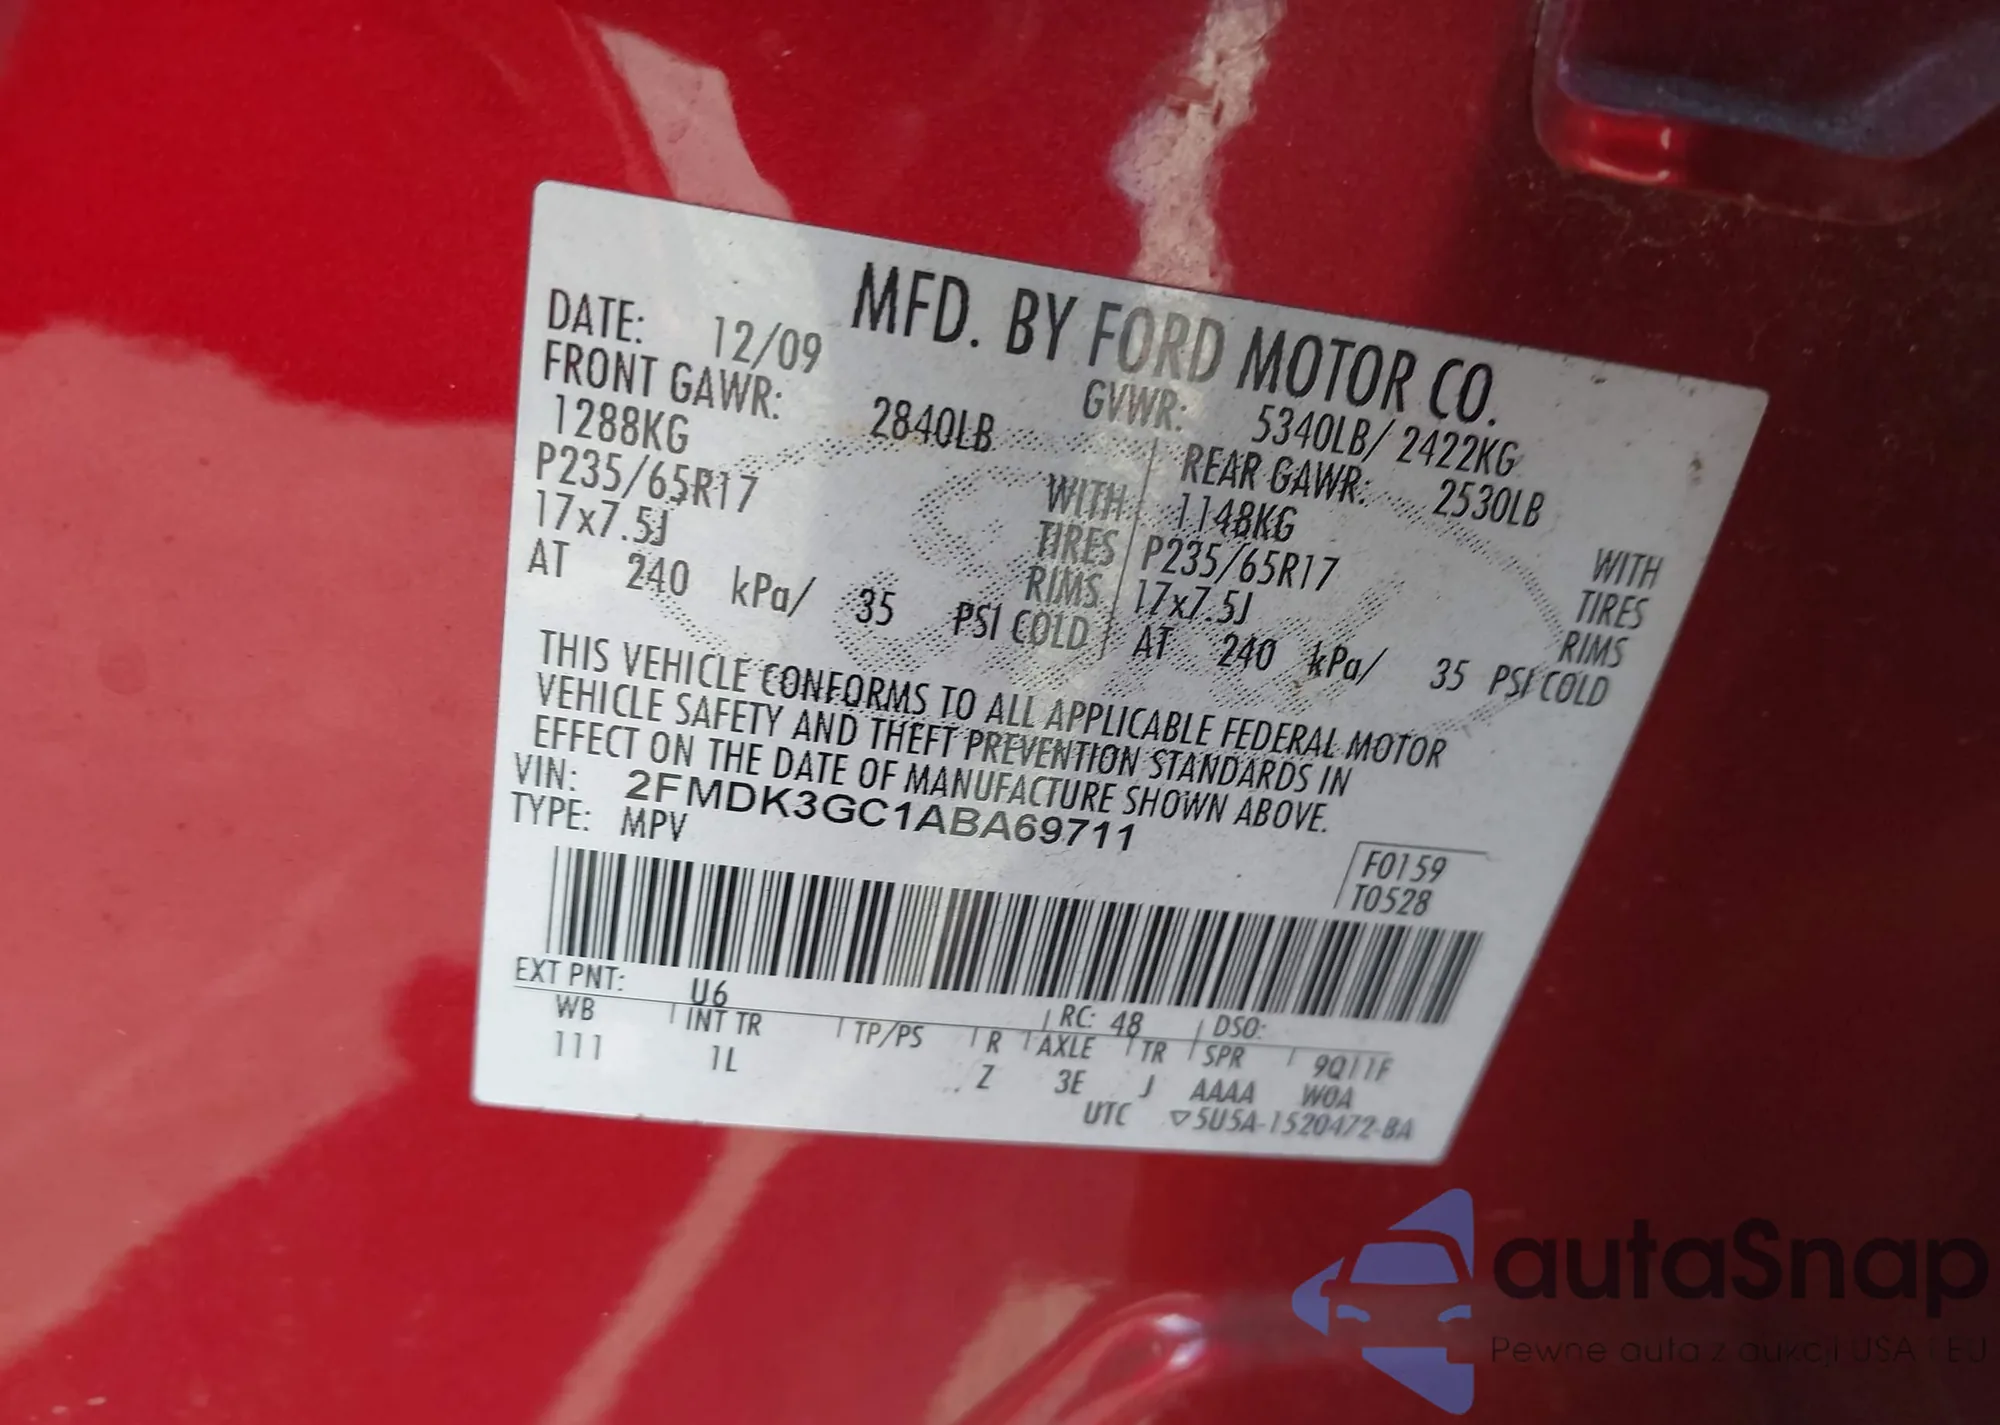 MFD. BY FORD MOTOR CO.
DATE: 12/09 GVWR: 5340LB/ 2422KG
FRONT GAWR: 2840LB REAR GAWR: 2530LB
1288KG WITH 1148KG WITH
P235/65R17 TIRES P235/65R17 TIRES
17x7.5J RIMS 17x7.5J RIMS
AT 240 kPa/ 35 PSI COLD AT 240 kPa/ 35 PSI COLD
THIS VEHICLE CONFORMS TO ALL APPLICABLE FEDERAL MOTOR
VEHICLE SAFETY AND THEFT PREVENTION STANDARDS IN
EFFECT ON THE DATE OF MANUFACTURE SHOWN ABOVE.
VIN: 2FMDK3GC1ABA69711
TYPE: MPV
F0159
T0528
EXT PNT: U6 RC: 48 DSO:
WB INT TR TP/PS R AXLE TR SPR 9Q11F
111 1L Z 3E J AAAA W0A
UTC ▽5U5A-1520472-BA
autaSnap
Pewne auta z aukcji USA i EU